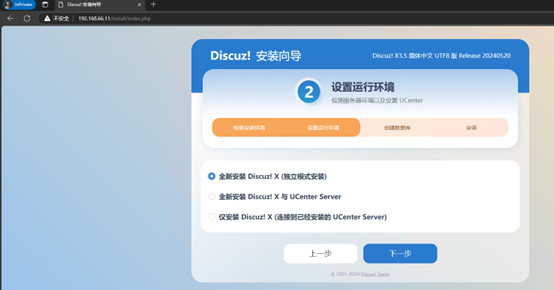 InPrivate
Discuz! 安装向导
不安全 | 192.168.66.11/install/index.php
Discuz! 安装向导
Discuz! X3.5 简体中文 UTF8 版 Release 20240520
2
设置运行环境
检测服务器环境以及设置 UCenter
检查安装环境
设置运行环境
创建数据库
安装
全新安装 Discuz! X (独立模式安装)
全新安装 Discuz! X 与 UCenter Server
仅安装 Discuz! X (连接到已经安装的 UCenter Server)
上一步
下一步
© 2001-2024 Discuz! Team